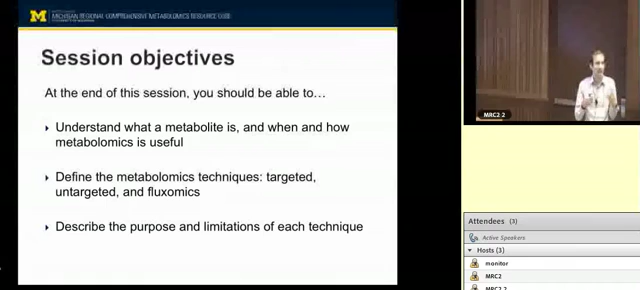 M
MICHIGAN REGIONAL COMPREHENSIVE METABOLOMICS RESOURCE CORE
Session objectives
At the end of this session, you should be able to…
Understand what a metabolite is, and when and how
metabolomics is useful
Define the metabolomics techniques: targeted,
untargeted, and fluxomics
Describe the purpose and limitations of each technique
MRC2 2
Attendees (3)
Active Speakers
Hosts (3)
monitor
MRC2
MRC2 2